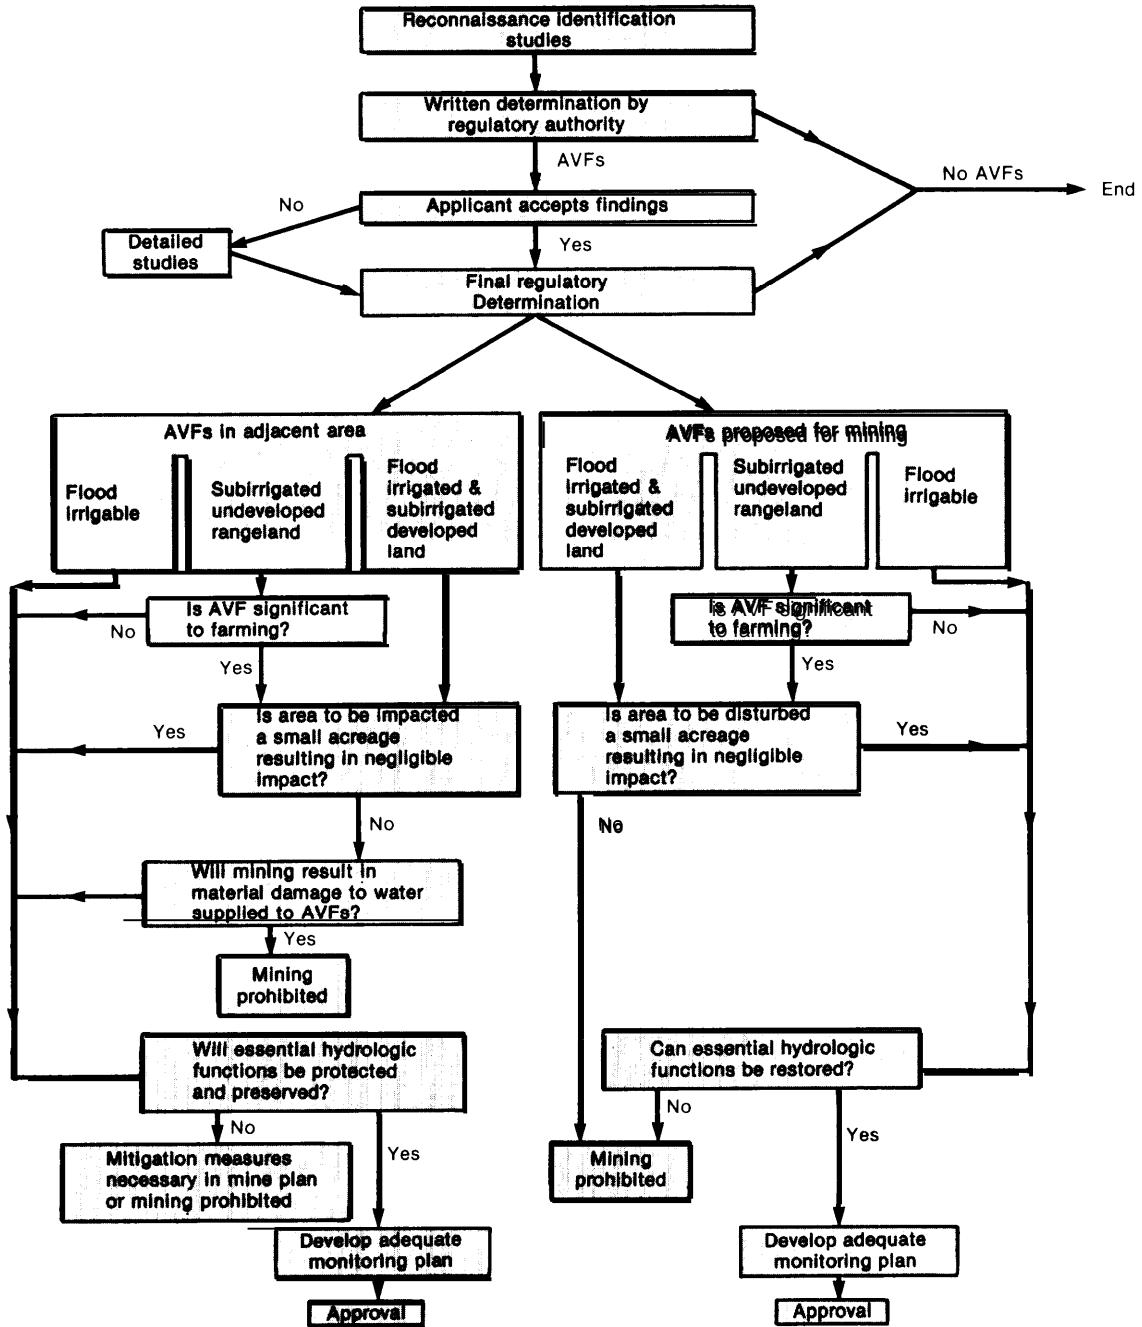 Reconnaissance identification
studies
Written determination by
regulatory authority
AVFs
No AVFs
End
Applicant accepts findings
No
Detailed
studies
Yes
Final regulatory
Determination
AVFs in adjacent area
Flood
irrigable
Subirrigated
undeveloped
rangeland
Flood
irrigated &
subirrigated
developed
land
AVFs proposed for mining
Flood
irrigated &
subirrigated
developed
land
Subirrigated
undeveloped
rangeland
Flood
irrigable
Is AVF significant
to farming?
No
Yes
Is AVF significant
to farming?
No
Yes
Is area to be impacted
a small acreage
resulting in negligible
impact?
Yes
No
Is area to be disturbed
a small acreage
resulting in negligible
impact?
Yes
No
Will mining result in
material damage to water
supplied to AVFs?
Yes
Mining
prohibited
Will essential hydrologic
functions be protected
and preserved?
No
Yes
Mitigation measures
necessary in mine plan
or mining prohibited
Develop adequate
monitoring plan
Approval
Can essential hydrologic
functions be restored?
No
Yes
Mining
prohibited
Develop adequate
monitoring plan
Approval